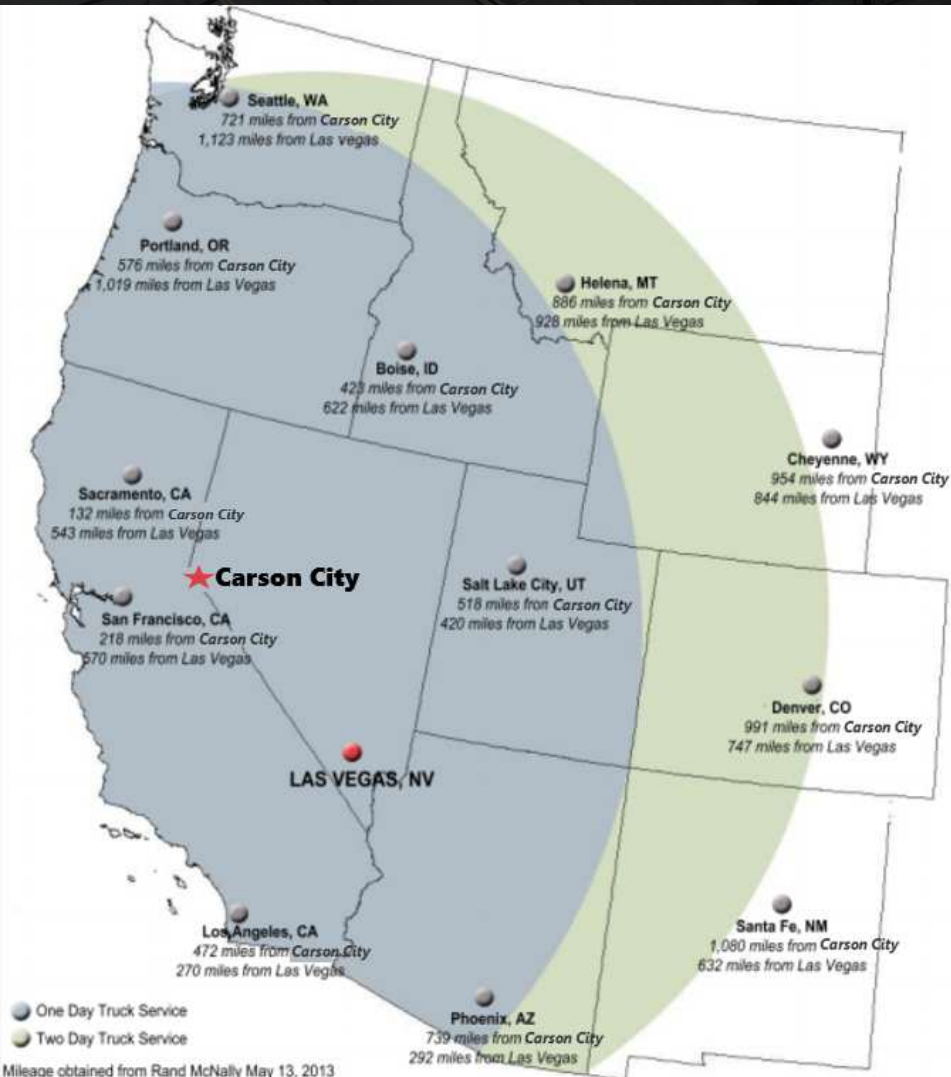 Seattle, WA
721 miles from Carson City
1,123 miles from Las vegas
Portland, OR
576 miles from Carson City
1,019 miles from Las Vegas
Helena, MT
886 miles from Carson City
928 miles from Las Vegas
Boise, ID
423 miles from Carson City
622 miles from Las Vegas
Cheyenne, WY
954 miles from Carson City
844 miles from Las Vegas
Sacramento, CA
132 miles from Carson City
543 miles from Las Vegas
Carson City
Salt Lake City, UT
518 miles fron Carson City
420 miles from Las Vegas
San Francisco, CA
218 miles from Carson City
570 miles from Las Vegas
Denver, CO
991 miles from Carson City
747 miles from Las Vegas
LAS VEGAS, NV
Los Angeles, CA
472 miles from Carson City
270 miles from Las Vegas
Santa Fe, NM
1,080 miles from Carson City
632 miles from Las Vegas
Phoenix, AZ
739 miles from Carson City
292 miles from Las Vegas
One Day Truck Service
Two Day Truck Service
Mileage obtained from Rand McNally May 13, 2013